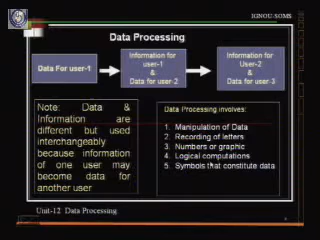 IGNOU-SOMS
Data Processing
Data For user-1
Information for
user-1
&
Data for user-2
Information for
User-2
&
Data for user-3
Note: Data &
Information are
different but used
interchangeably
because information
of one user may
become data for
another user
Data Processing involves:
1. Manipulation of Data
2. Recording of letters
3. Numbers or graphic
4. Logical computations
5. Symbols that constitute data
Unit-12 Data Processing